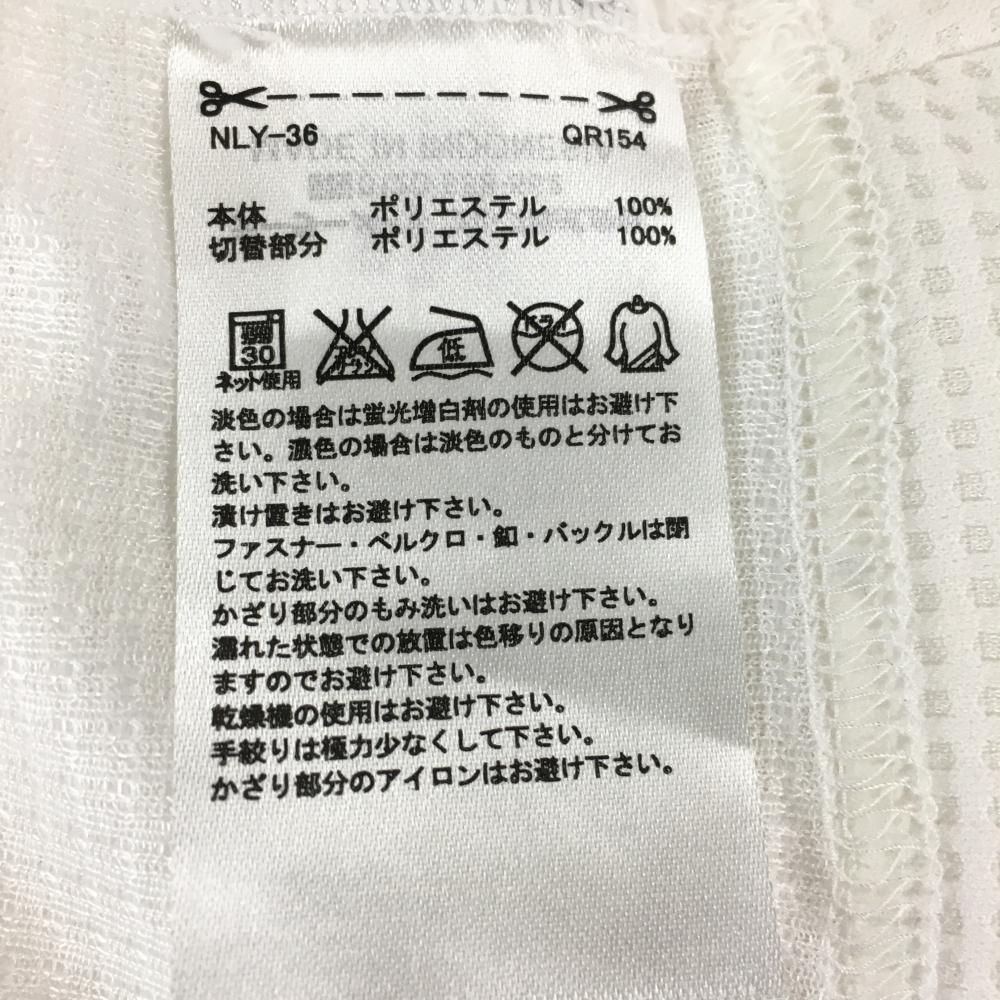 NLY-36 QR154
本体 ポリエステル 100%
切替部分 ポリエステル 100%
30 低 ドライ
ネット使用
淡色の場合は蛍光増白剤の使用はお避け下
さい。濃色の場合は淡色のものと分けてお
洗い下さい。
漬け置きはお避け下さい。
ファスナー・ベルクロ・釦・バックルは閉
じてお洗い下さい。
かざり部分のもみ洗いはお避け下さい。
濡れた状態での放置は色移りの原因となり
ますのでお避け下さい。
乾燥機の使用はお避け下さい。
手絞りは極力少なくして下さい。
かざり部分のアイロンはお避け下さい。